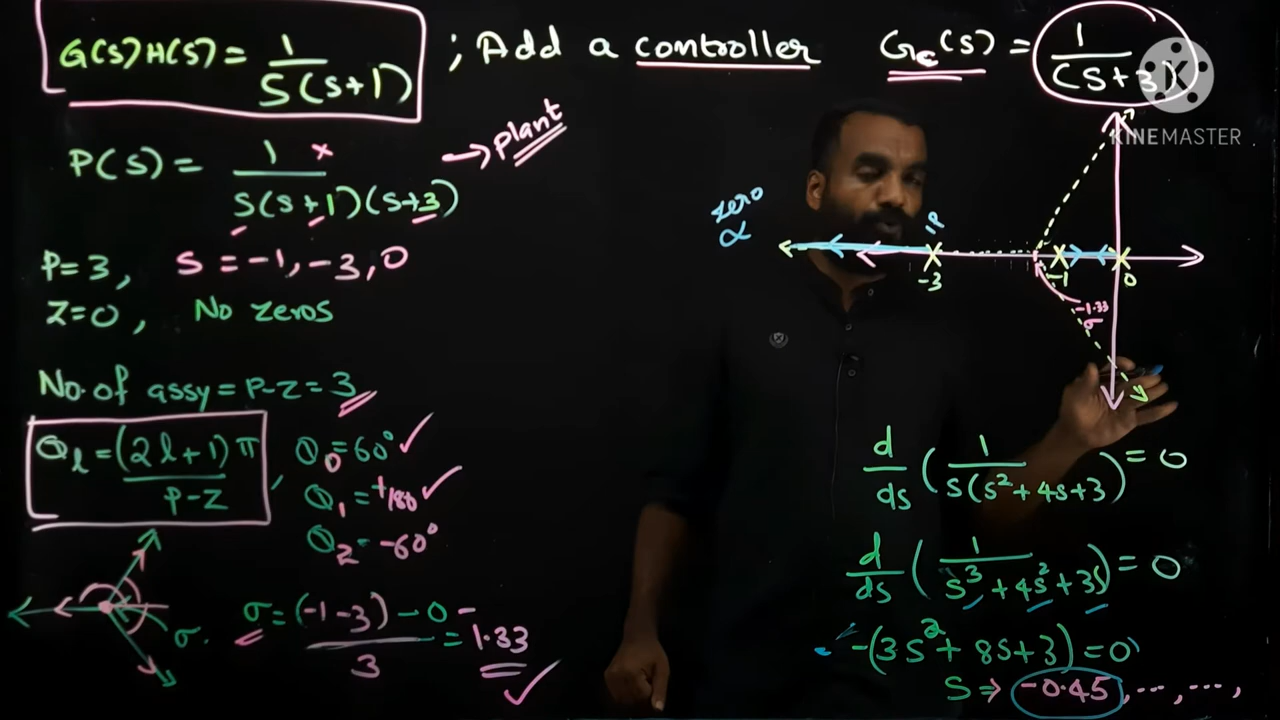 G(s)H(s) = 1/S(s+1) ; Add a controller Gc(s) = 1/(s+3)
KINEMASTER
P(s) = 1/s(s+1)(s+3) → Plant
P=3, S = -1, -3, 0
Z=0, No zeros
No. of assy = P-Z = 3
θl = (2l+1)π/P-Z , θ0 = 60°
θ1 = +180
θ2 = -60°
σ.
σ = (-1-3) - 0/3 = -1.33
zero
α
IP
-3
-1
0
-1.33
σ
d/ds (1/s(s²+4s+3)) = 0
d/ds (1/s³+4s²+3s) = 0
-(3s²+8s+3) = 0
S ⇒ -0.45, ..., ...,